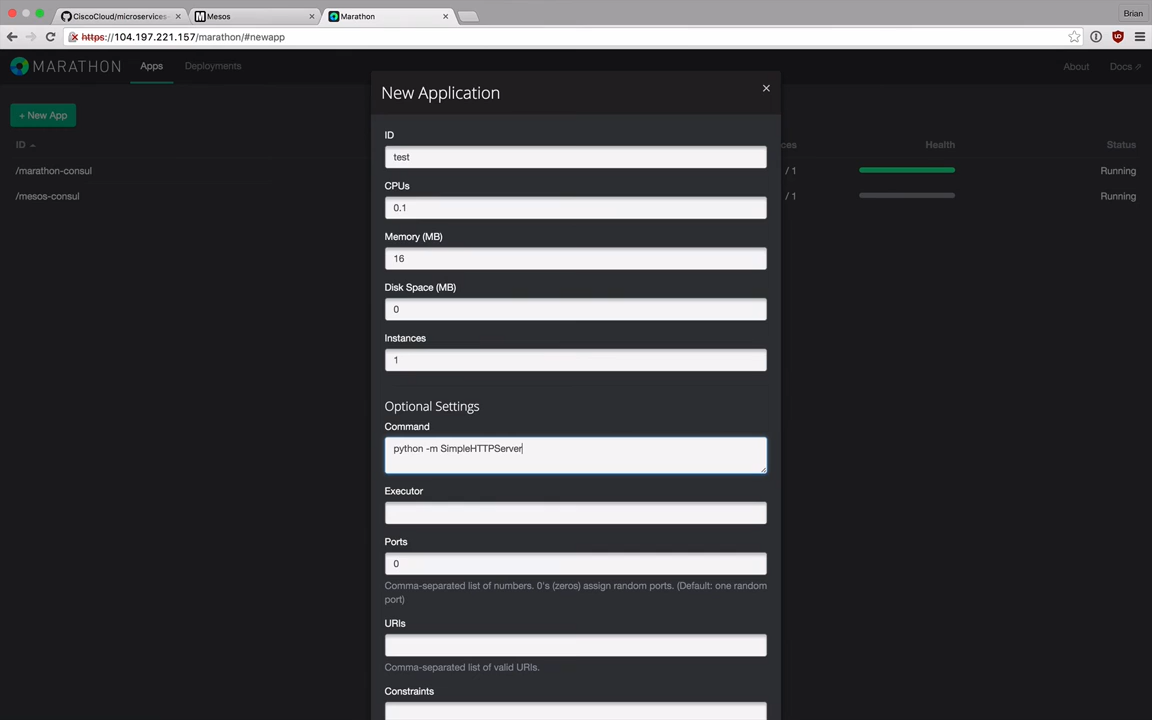 CiscoCloud/microservices-
Mesos
Marathon
Brian
https://104.197.221.157/marathon/#newapp
MARATHON
Apps
Deployments
About
Docs
New Application
+ New App
ID
ces
Health
Status
/marathon-consul
/ 1
Running
/mesos-consul
/ 1
Running
ID
test
CPUs
0.1
Memory (MB)
16
Disk Space (MB)
0
Instances
1
Optional Settings
Command
python -m SimpleHTTPServer
Executor
Ports
0
Comma-separated list of numbers. 0's (zeros) assign random ports. (Default: one random
port)
URIs
Comma-separated list of valid URIs.
Constraints